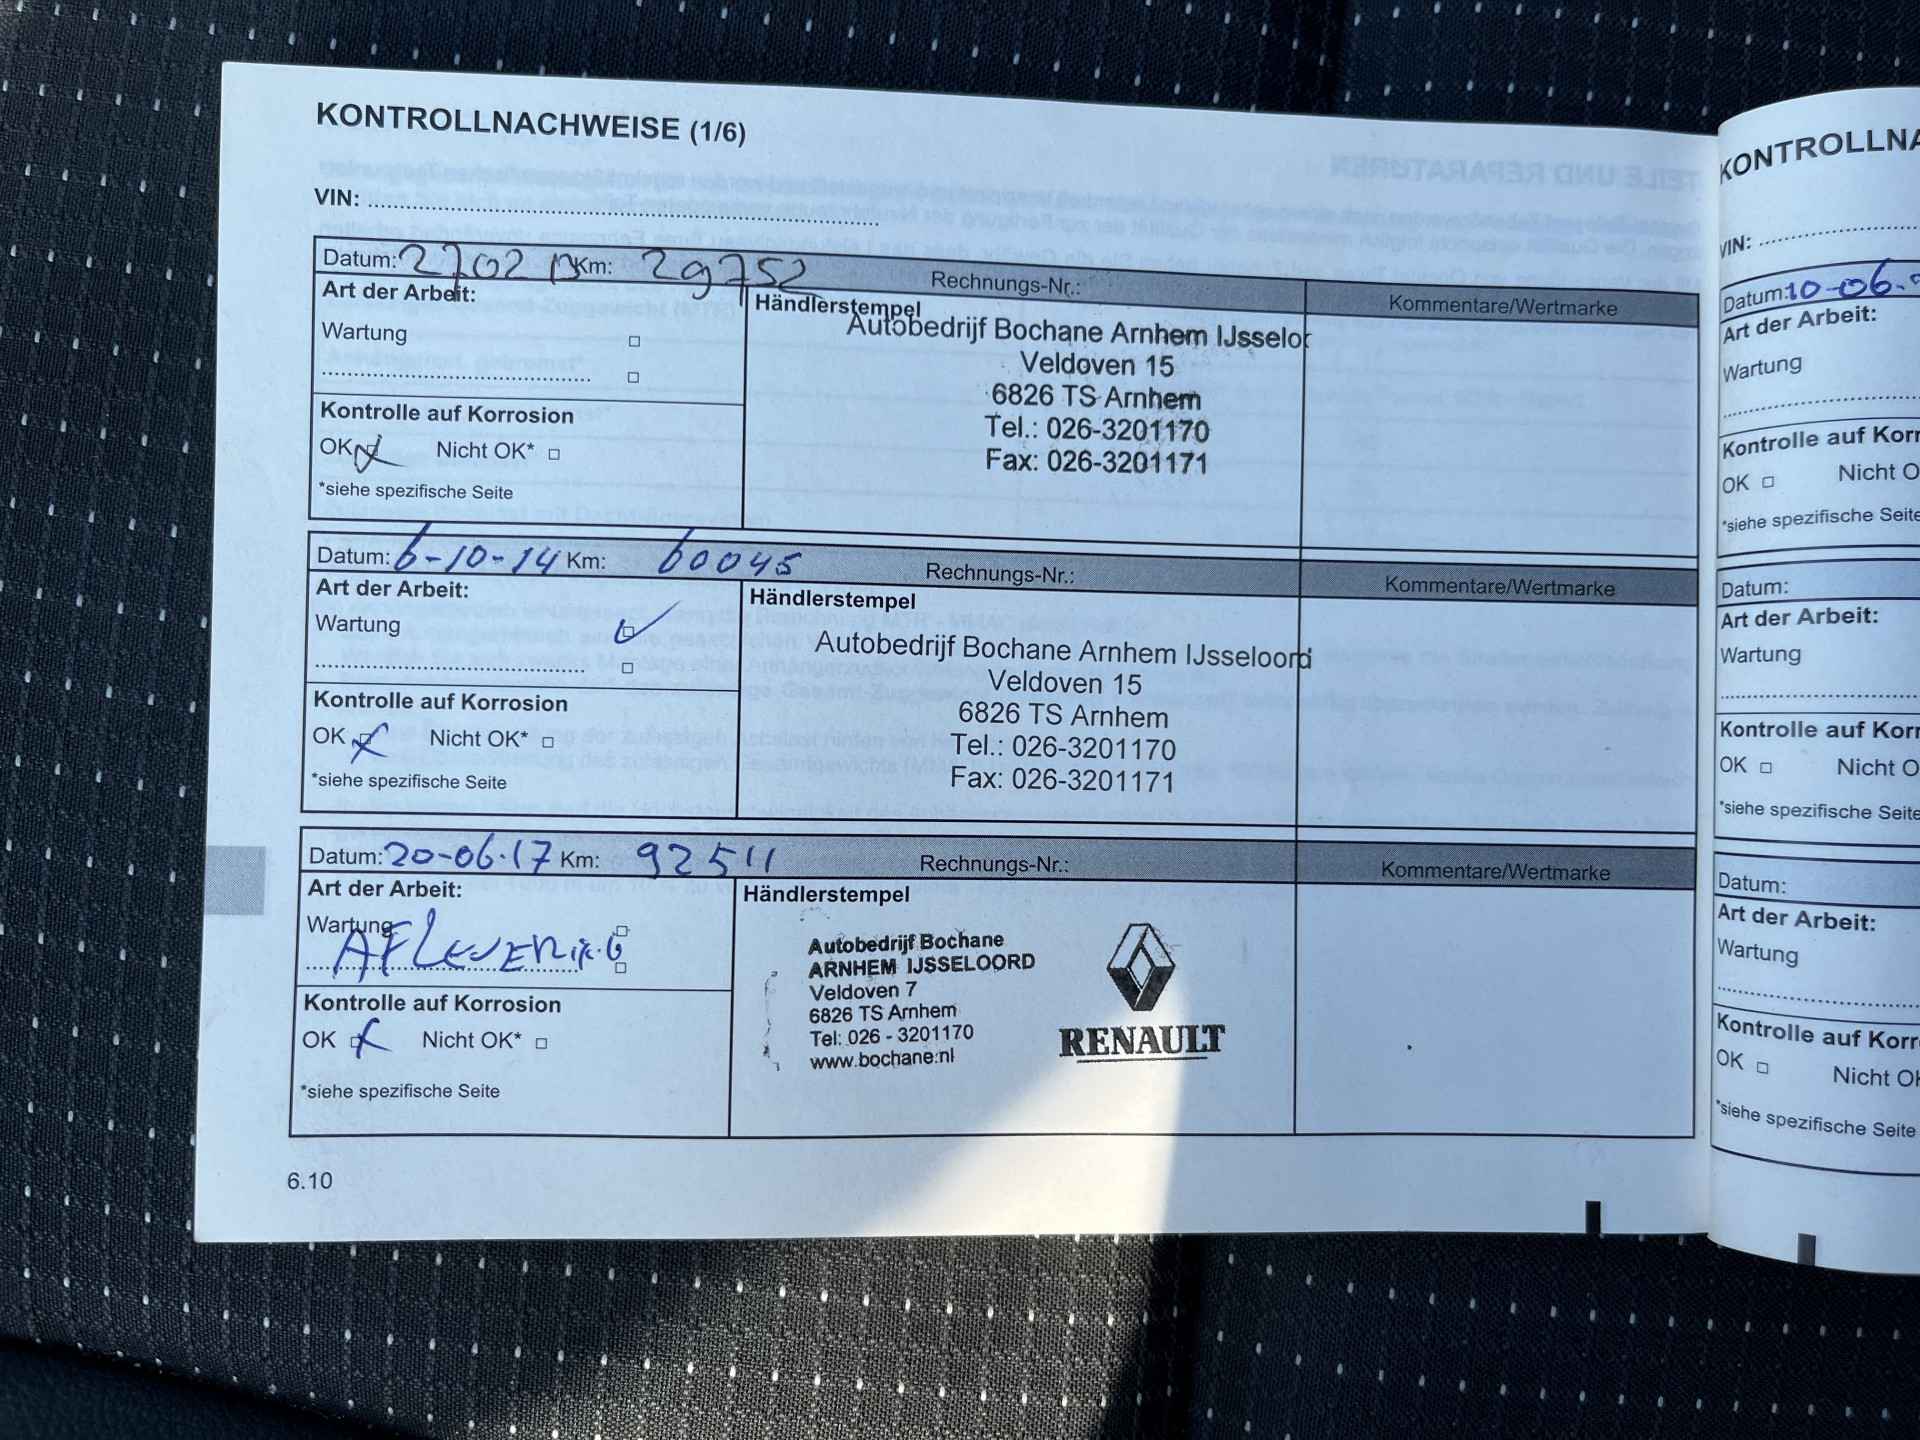 KONTROLLNACHWEISE (1/6)
VIN:
Datum: 27 02 13 Km: 29752 Rechnungs-Nr.: Kommentare/Wertmarke
Art der Arbeit:
Wartung
Kontrolle auf Korrosion
OK Nicht OK*
*siehe spezifische Seite
Händlerstempel
Autobedrijf Bochane Arnhem IJsselo
Veldoven 15
6826 TS Arnhem
Tel.: 026-3201170
Fax: 026-3201171
Datum: 6-10-14 Km: 60045 Rechnungs-Nr.: Kommentare/Wertmarke
Art der Arbeit:
Wartung
Kontrolle auf Korrosion
OK Nicht OK*
*siehe spezifische Seite
Händlerstempel
Autobedrijf Bochane Arnhem IJsseloord
Veldoven 15
6826 TS Arnhem
Tel.: 026-3201170
Fax: 026-3201171
Datum: 20-06-17 Km: 92511 Rechnungs-Nr.: Kommentare/Wertmarke
Art der Arbeit:
Wartung
AFLEVERING
Kontrolle auf Korrosion
OK Nicht OK*
*siehe spezifische Seite
Händlerstempel
Autobedrijf Bochane
ARNHEM IJSSELOORD
Veldoven 7
6826 TS Arnhem
Tel: 026 - 3201170
www.bochane.nl
RENAULT
6.10
KONTROLLNA
VIN:
Datum: 10-06-
Art der Arbeit:
Wartung
Kontrolle auf Korr
OK Nicht O
*siehe spezifische Seite
Datum:
Art der Arbeit:
Wartung
Kontrolle auf Korr
OK Nicht O
*siehe spezifische Seite
Datum:
Art der Arbeit:
Wartung
Kontrolle auf Korr
OK Nicht OK
*siehe spezifische Seite